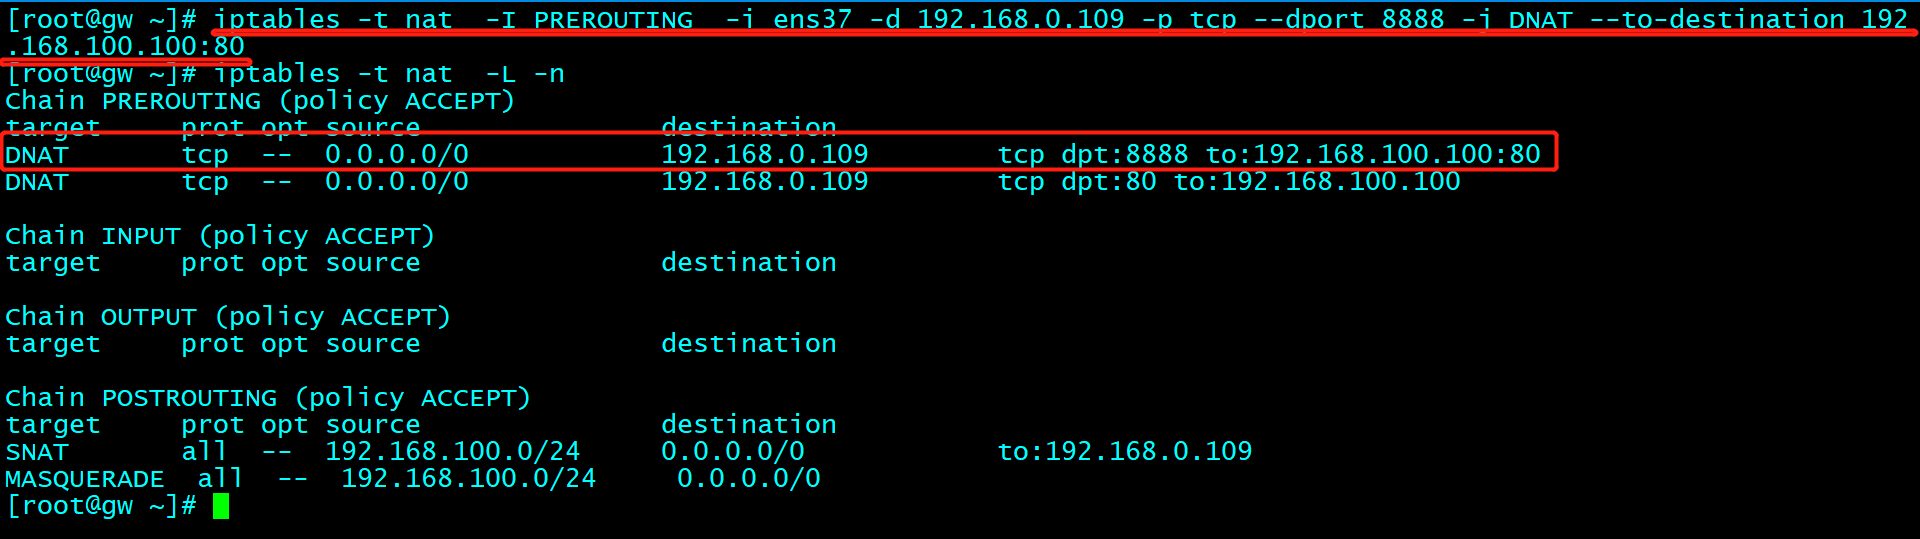 [root@gw ~]# iptables -t nat  -I PREROUTING  -i ens37 -d 192.168.0.109 -p tcp --dport 8888 -j DNAT --to-destination 192
.168.100.100:80
[root@gw ~]# iptables -t nat  -L -n
Chain PREROUTING (policy ACCEPT)
target     prot opt source               destination
DNAT       tcp  --  0.0.0.0/0            192.168.0.109        tcp dpt:8888 to:192.168.100.100:80
DNAT       tcp  --  0.0.0.0/0            192.168.0.109        tcp dpt:80 to:192.168.100.100
Chain INPUT (policy ACCEPT)
target     prot opt source               destination
Chain OUTPUT (policy ACCEPT)
target     prot opt source               destination
Chain POSTROUTING (policy ACCEPT)
target     prot opt source               destination
SNAT       all  --  192.168.100.0/24     0.0.0.0/0            to:192.168.0.109
MASQUERADE  all  --  192.168.100.0/24     0.0.0.0/0
[root@gw ~]#